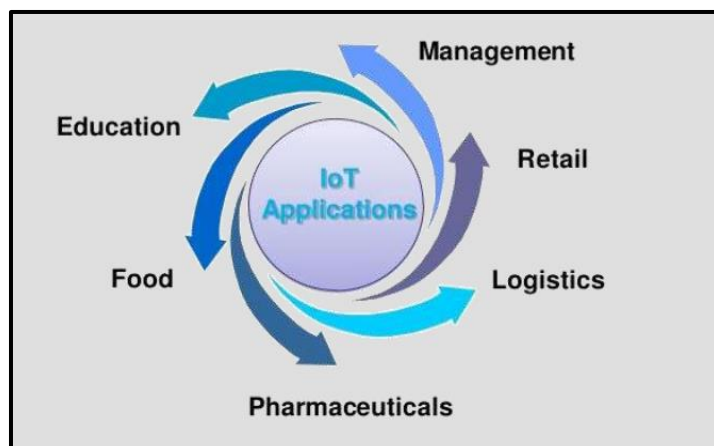 Management
Education
Retail
IoT
Applications
Food
Logistics
Pharmaceuticals